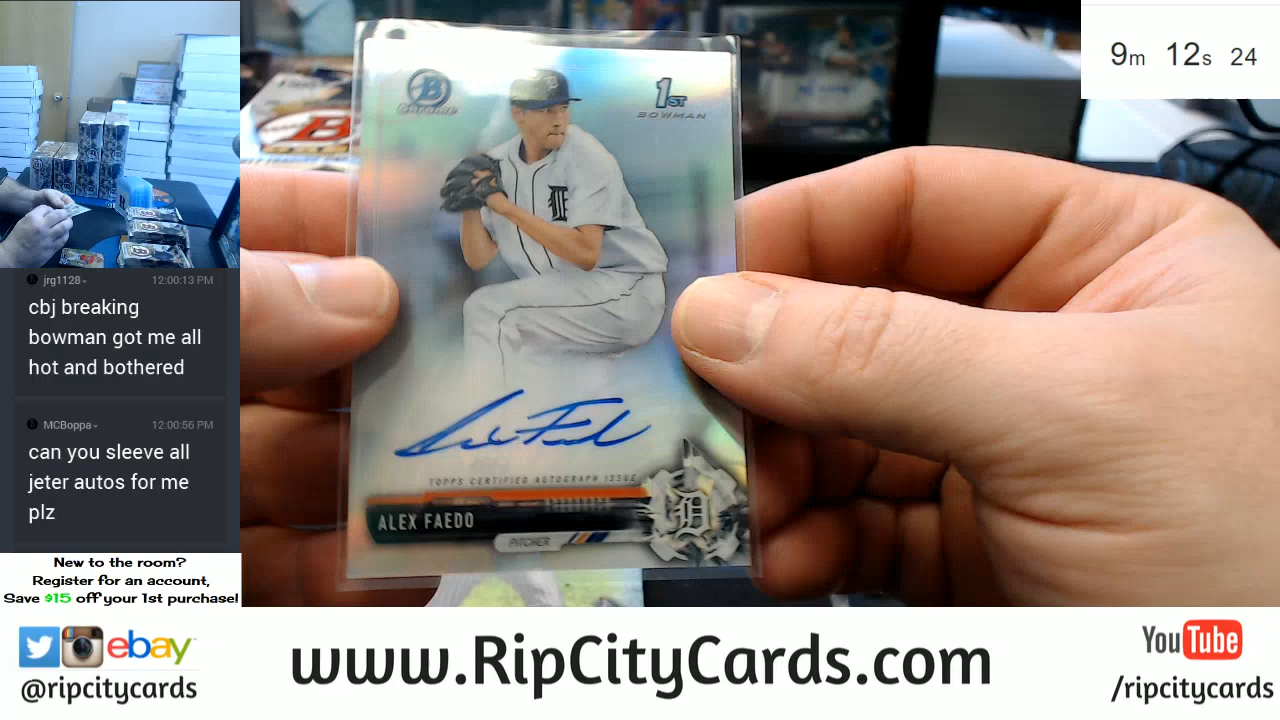 9m 12s 24
B
Chrome
1ST
BOWMAN
D
TOPPS CERTIFIED AUTOGRAPH ISSUE
ALEX FAEDO
PITCHER
D
jrg1128
12:00:13 PM
cbj breaking
bowman got me all
hot and bothered
MCBoppa
12:00:56 PM
can you sleeve all
jeter autos for me
plz
New to the room?
Register for an account,
Save $15 off your 1st purchase!
ebay
@ripcitycards
www.RipCityCards.com
YouTube
/ripcitycards